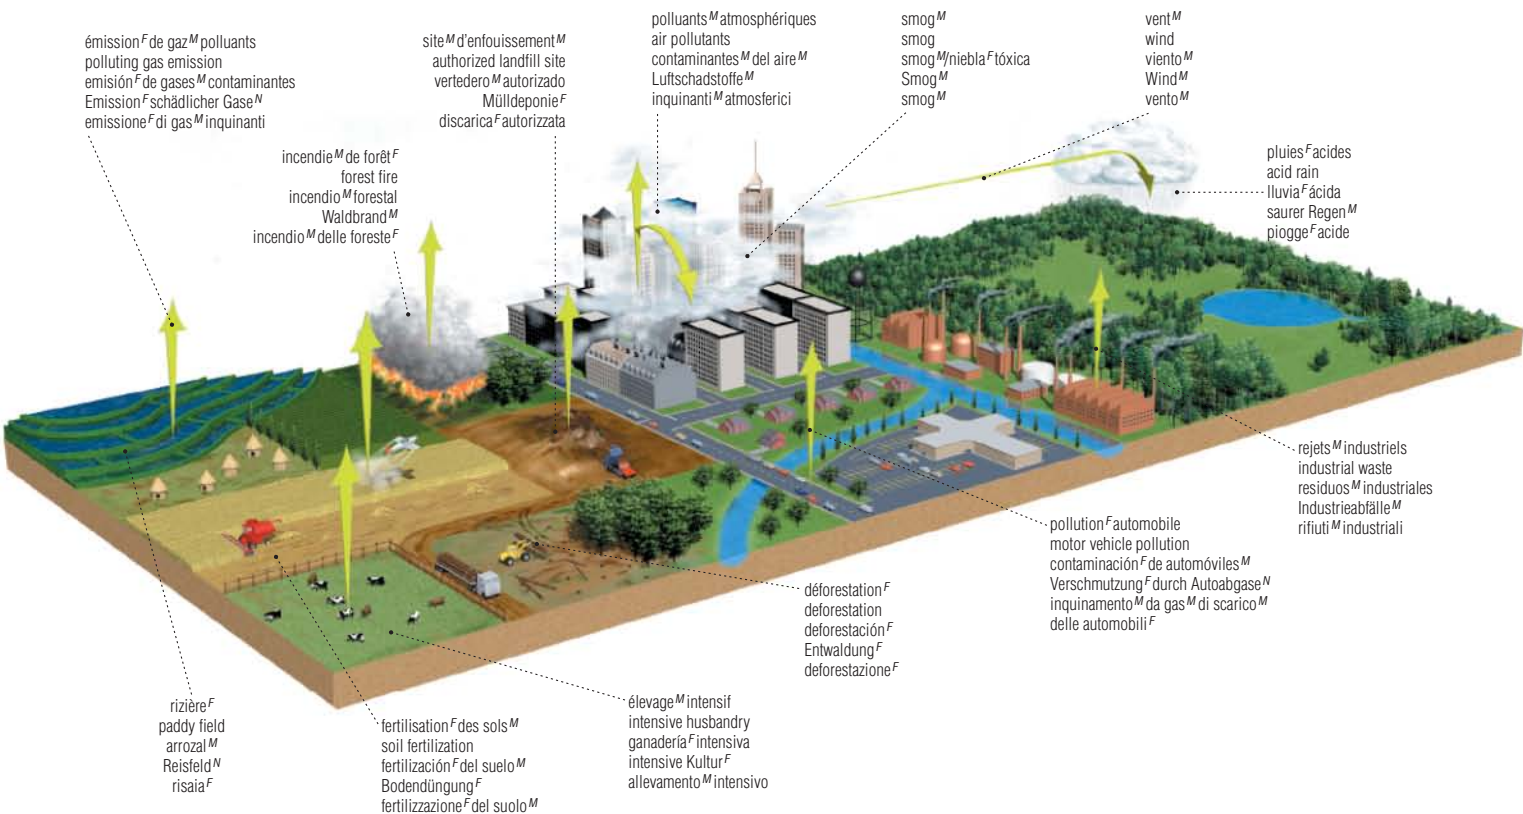 émission F de gaz M polluants
polluting gas emission
emisión F de gases M contaminantes
Emission F schädlicher Gase N
emissione F di gas M inquinanti
site M d'enfouissement M
authorized landfill site
vertedero M autorizado
Mülldeponie F
discarica F autorizzata
polluants M atmosphériques
air pollutants
contaminantes M del aire M
Luftschadstoffe M
inquinanti M atmosferici
smog M
smog
smog M/niebla F tóxica
Smog M
smog M
vent M
wind
viento M
Wind M
vento M
incendie M de forêt F
forest fire
incendio M forestal
Waldbrand M
incendio M delle foreste F
pluies F acides
acid rain
lluvia F ácida
saurer Regen M
piogge F acide
rejets M industriels
industrial waste
residuos M industriales
Industrieabfälle M
rifiuti M industriali
pollution F automobile
motor vehicle pollution
contaminación F de automóviles M
Verschmutzung F durch Autoabgase N
inquinamento M da gas M di scarico M
delle automobili F
déforestation F
deforestation
deforestación F
Entwaldung F
deforestazione F
rizière F
paddy field
arrozal M
Reisfeld N
risaia F
fertilisation F des sols M
soil fertilization
fertilización F del suelo M
Bodendüngung F
fertilizzazione F del suolo M
élevage M intensif
intensive husbandry
ganadería F intensiva
intensive Kultur F
allevamento M intensivo